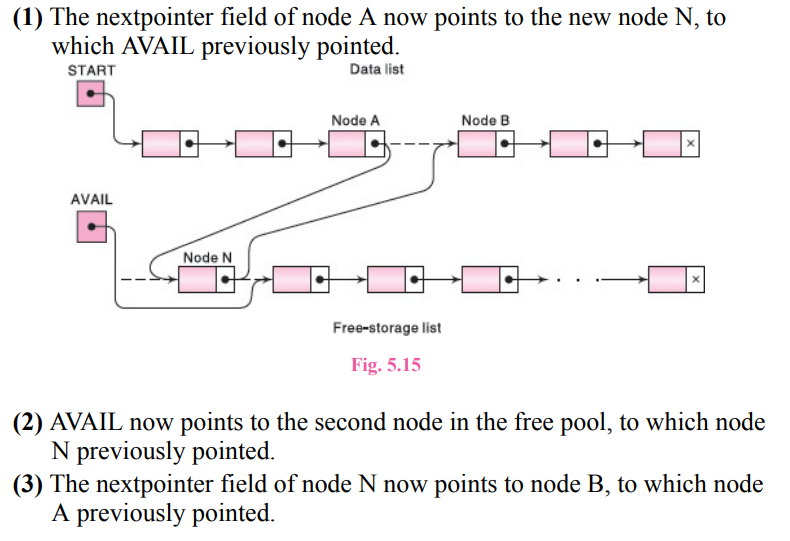 (1) The nextpointer field of node A now points to the new node N, to
which AVAIL previously pointed.
START
Data list
Node A
Node B
×
AVAIL
Node N
. . .
×
Free-storage list
Fig. 5.15
(2) AVAIL now points to the second node in the free pool, to which node
N previously pointed.
(3) The nextpointer field of node N now points to node B, to which node
A previously pointed.